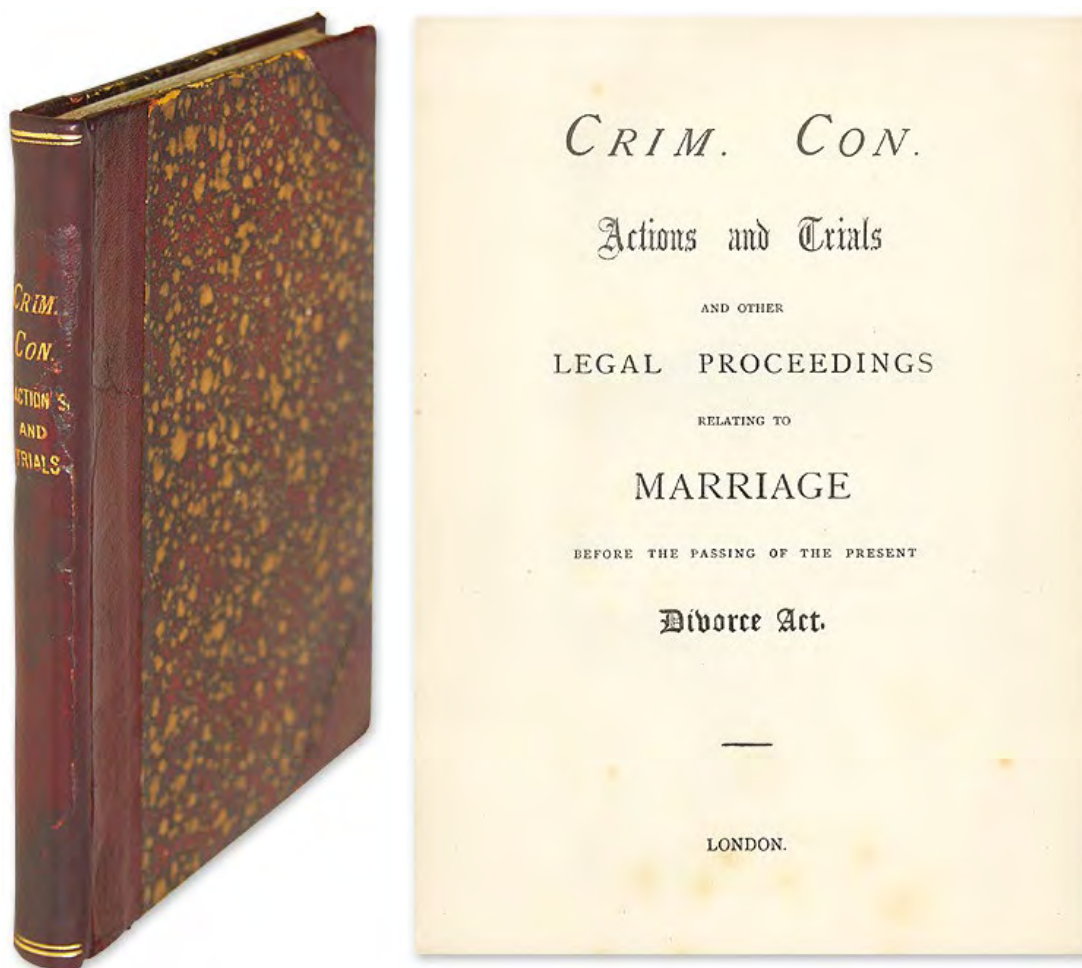 CRIM.
CON.
ACTIONS
AND
TRIALS
CRIM. CON.
Actions and Trials
AND OTHER
LEGAL PROCEEDINGS
RELATING TO
MARRIAGE
BEFORE THE PASSING OF THE PRESENT
Divorce Act.
LONDON.